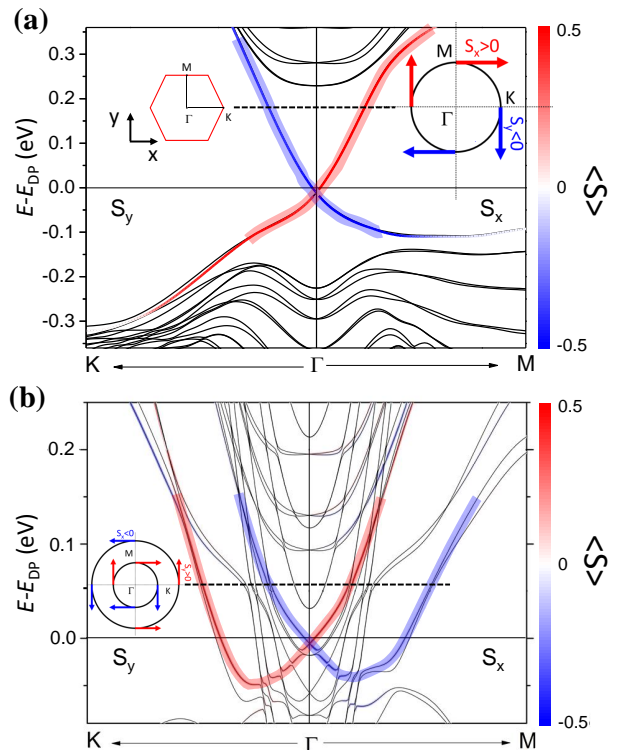 (a)
E-E_DP (eV)
0.3
0.2
0.1
0.0
-0.1
-0.2
-0.3
M
Γ
K
y
x
M
S_x>0
K
Γ
S_y<0
S_y
S_x
K
Γ
M
0.5
0
-0.5
<S>
(b)
E-E_DP (eV)
0.2
0.1
0.0
S_x<0
M
S_y>0
Γ
K
S_y
S_x
K
Γ
M
0.5
0
-0.5
<S>